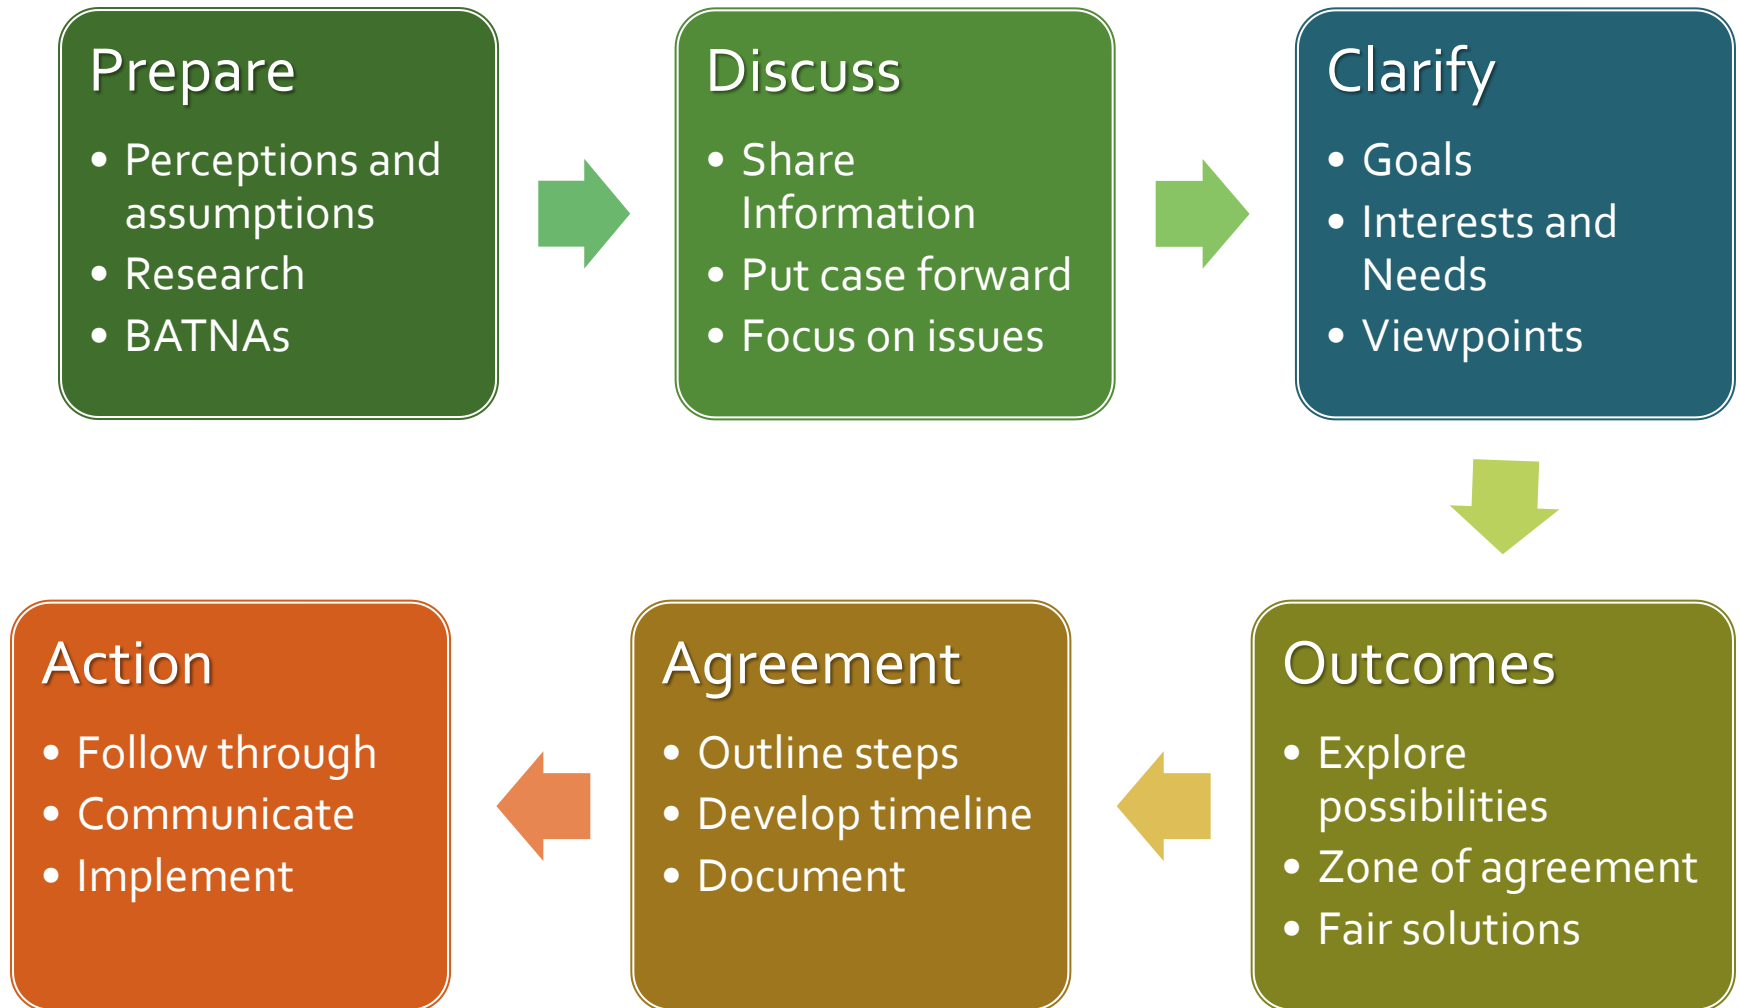 Prepare
• Perceptions and
assumptions
• Research
• BATNAs
Discuss
• Share
Information
• Put case forward
• Focus on issues
Clarify
• Goals
• Interests and
Needs
• Viewpoints
Outcomes
• Explore
possibilities
• Zone of agreement
• Fair solutions
Agreement
• Outline steps
• Develop timeline
• Document
Action
• Follow through
• Communicate
• Implement